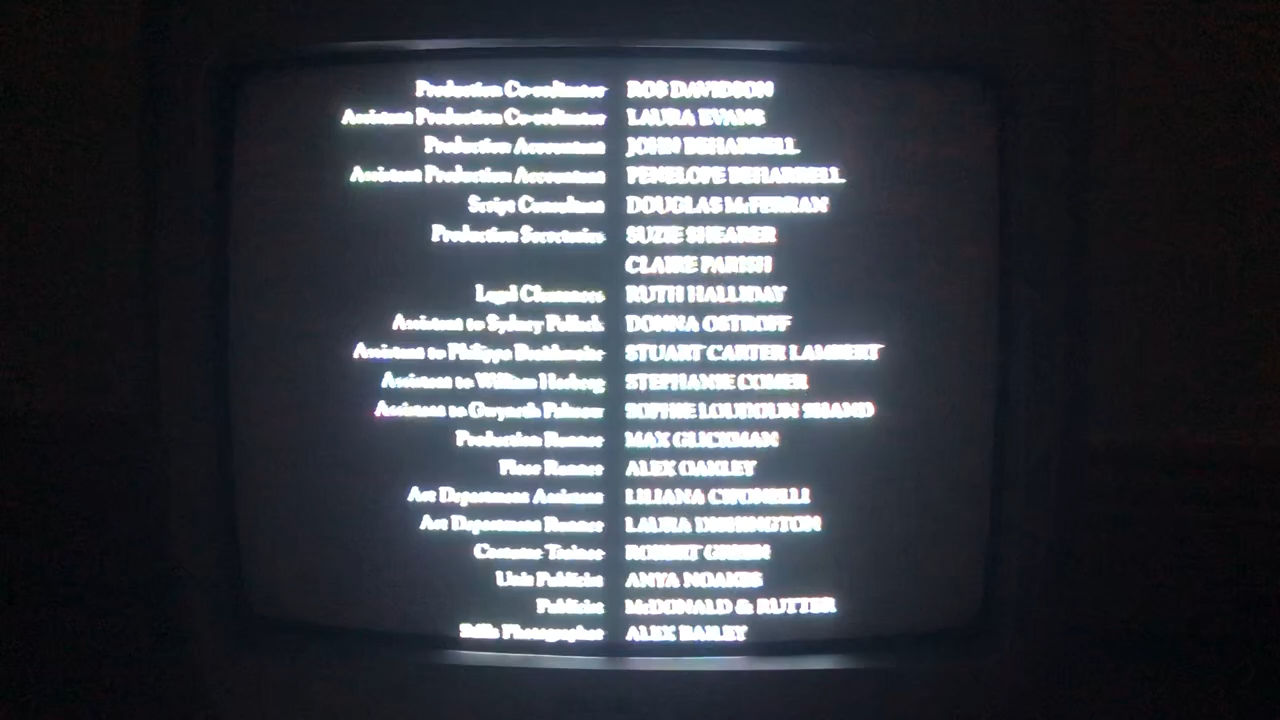 Production Co-ordinator ROS DAVIDSON
Assistant Production Co-ordinator LAURA EVANS
Production Accountant JOHN BEHARRELL
Assistant Production Accountant PENELOPE BEHARRELL
Script Consultant DOUGLAS McFERRAN
Production Secretaries SUZIE SHEARER
CLAIRE PARISH
Legal Clearances RUTH HALLIDAY
Assistant to Sydney Pollack DONNA OSTROFF
Assistant to Philippa Braithwaite STUART CARTER LAMBERT
Assistant to William Horberg STEPHANIE COMER
Assistant to Gwyneth Paltrow SOPHIE SHAND
Production Runner MAX GLICKMAN
Floor Runner ALEX OAKLEY
Art Department Assistant LILIANA
Art Department Runner LAURA
Costume Trainee ROBERT GREEN
Unit Publicist ANYA NOAKES
Publicist McDONALD & RUTTER
Stills Photographer ALEX BAILEY